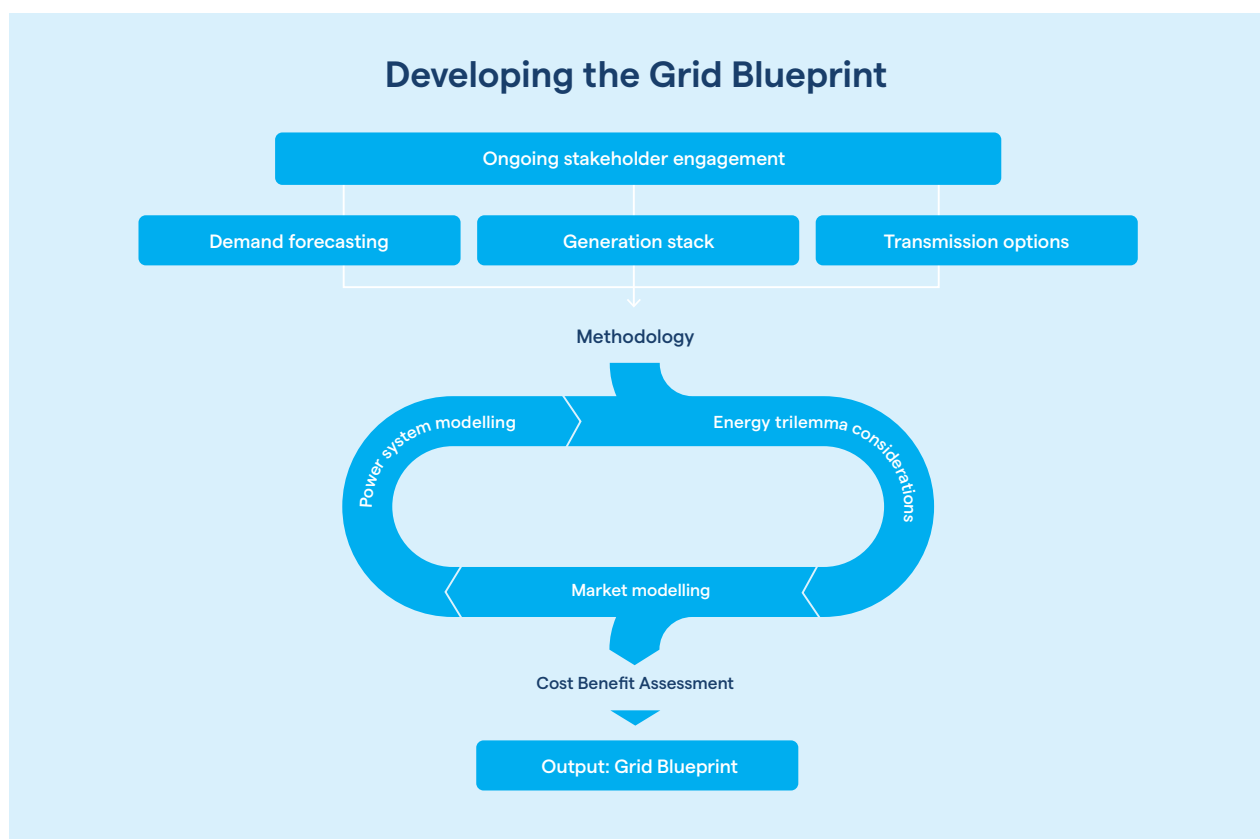 Developing the Grid Blueprint
Ongoing stakeholder engagement
Demand forecasting
Generation stack
Transmission options
Methodology
Power system modelling
Energy trilemma considerations
Market modelling
Cost Benefit Assessment
Output: Grid Blueprint